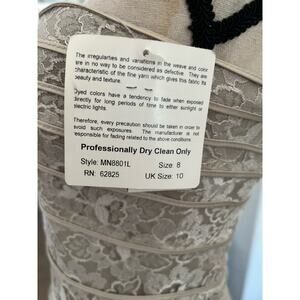 The irregularities and variations in the weave and color
are in no way to be considered as defective. They are
characteristic of the fine yarn which gives this fabric its
beauty and texture.
Dyed colors have a tendency to fade when exposed
directly for long periods of time to either sunlight or
electric lights.
Therefore, every precaution should be taken in order to
avoid such exposures. The manufacturer is not
responsible for fading related to the above conditions.
Professionally Dry Clean Only
Style: MN8801L Size: 8
RN: 62825 UK Size: 10